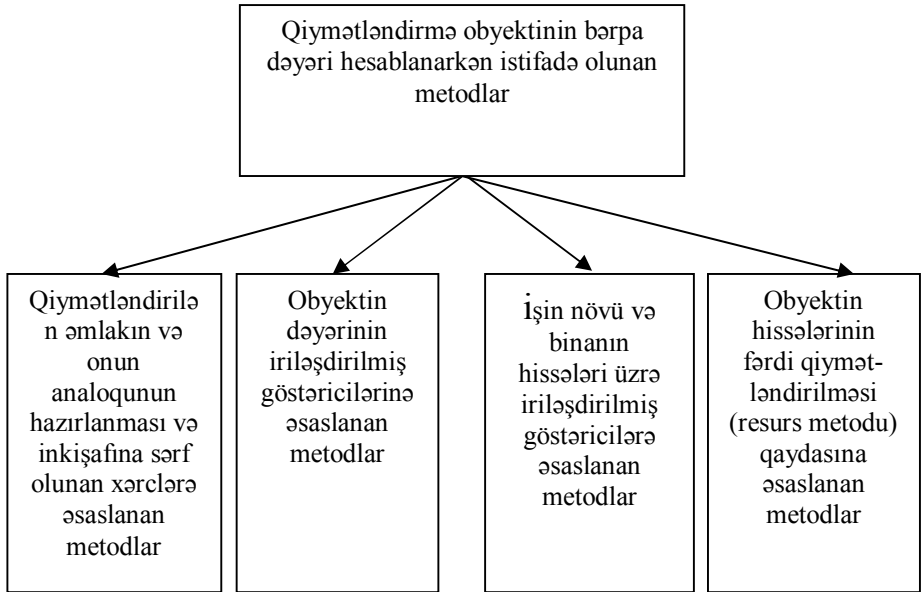 Qiymətləndirmə obyektinin bərpa
dəyəri hesablanarkən istifadə olunan
metodlar
Qiymətləndirilə
n əmlakın və
onun
analoqunun
hazırlanması və
inkişafına sərf
olunan xərclərə
əsaslanan
metodlar
Obyektin
dəyərinin
iriləşdirilmiş
göstəricilərinə
əsaslanan
metodlar
işin növü və
binanın
hissələri üzrə
iriləşdirilmiş
göstəricilərə
əsaslanan
metodlar
Obyektin
hissələrinin
fərdi qiymət-
ləndirilməsi
(resurs metodu)
qaydasına
əsaslanan
metodlar